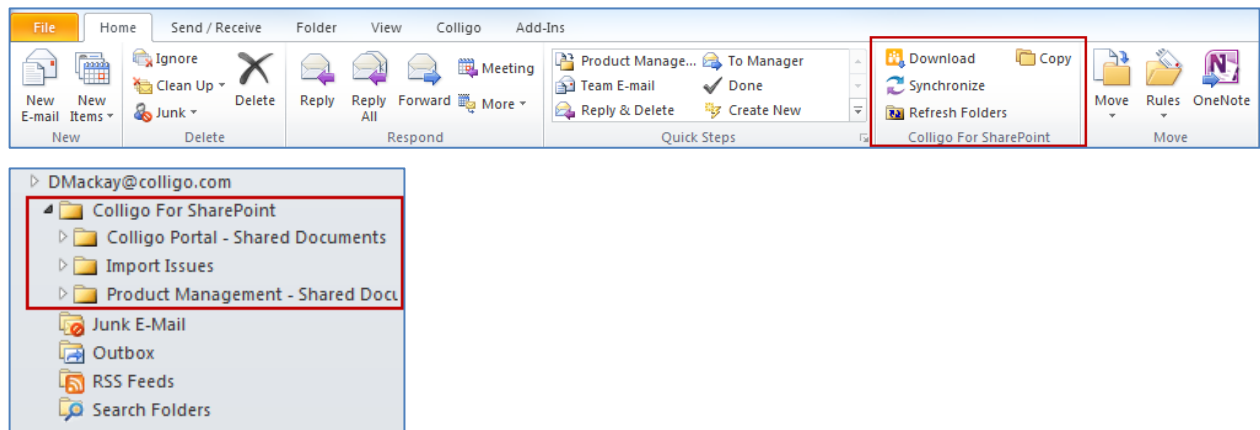 File Home Send / Receive Folder View Colligo Add-Ins
Ignore Meeting Product Manage... To Manager Download Copy
Clean Up Team E-mail Done Synchronize
New E-mail New Items Junk Delete Reply Reply All Forward More Reply & Delete Create New Refresh Folders Move Rules OneNote
New Delete Respond Quick Steps Colligo For SharePoint Move
DMackay@colligo.com
Colligo For SharePoint
Colligo Portal - Shared Documents
Import Issues
Product Management - Shared Docu
Junk E-Mail
Outbox
RSS Feeds
Search Folders